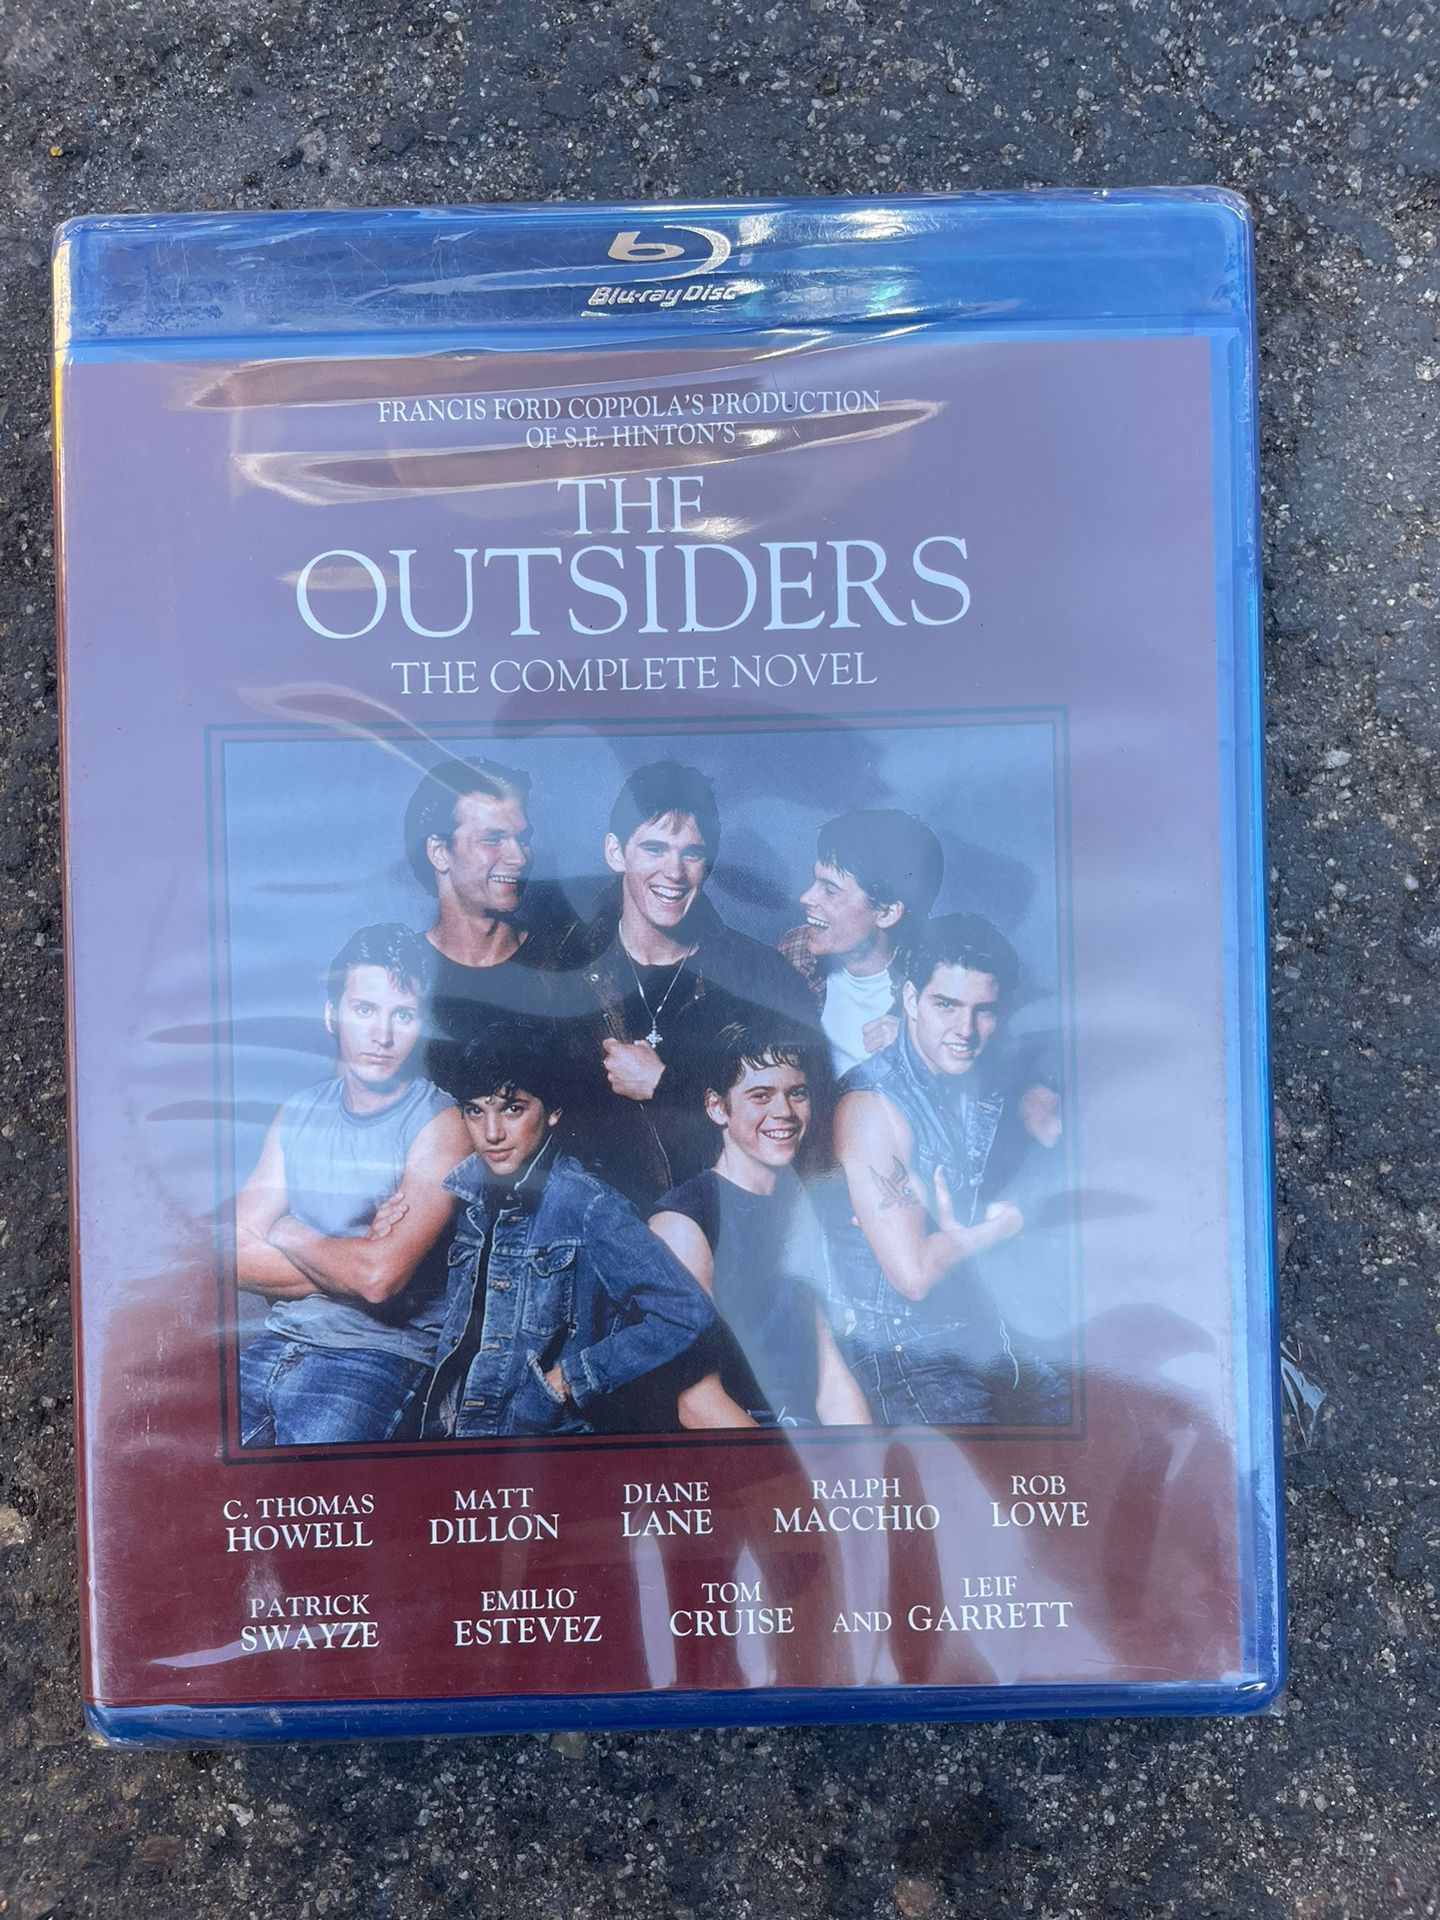 Blu-ray Disc
FRANCIS FORD COPPOLA'S PRODUCTION
OF S.E. HINTON'S
THE
OUTSIDERS
THE COMPLETE NOVEL
C. THOMAS HOWELL
MATT DILLON
DIANE LANE
RALPH MACCHIO
ROB LOWE
PATRICK SWAYZE
EMILIO ESTEVEZ
TOM CRUISE
AND LEIF GARRETT